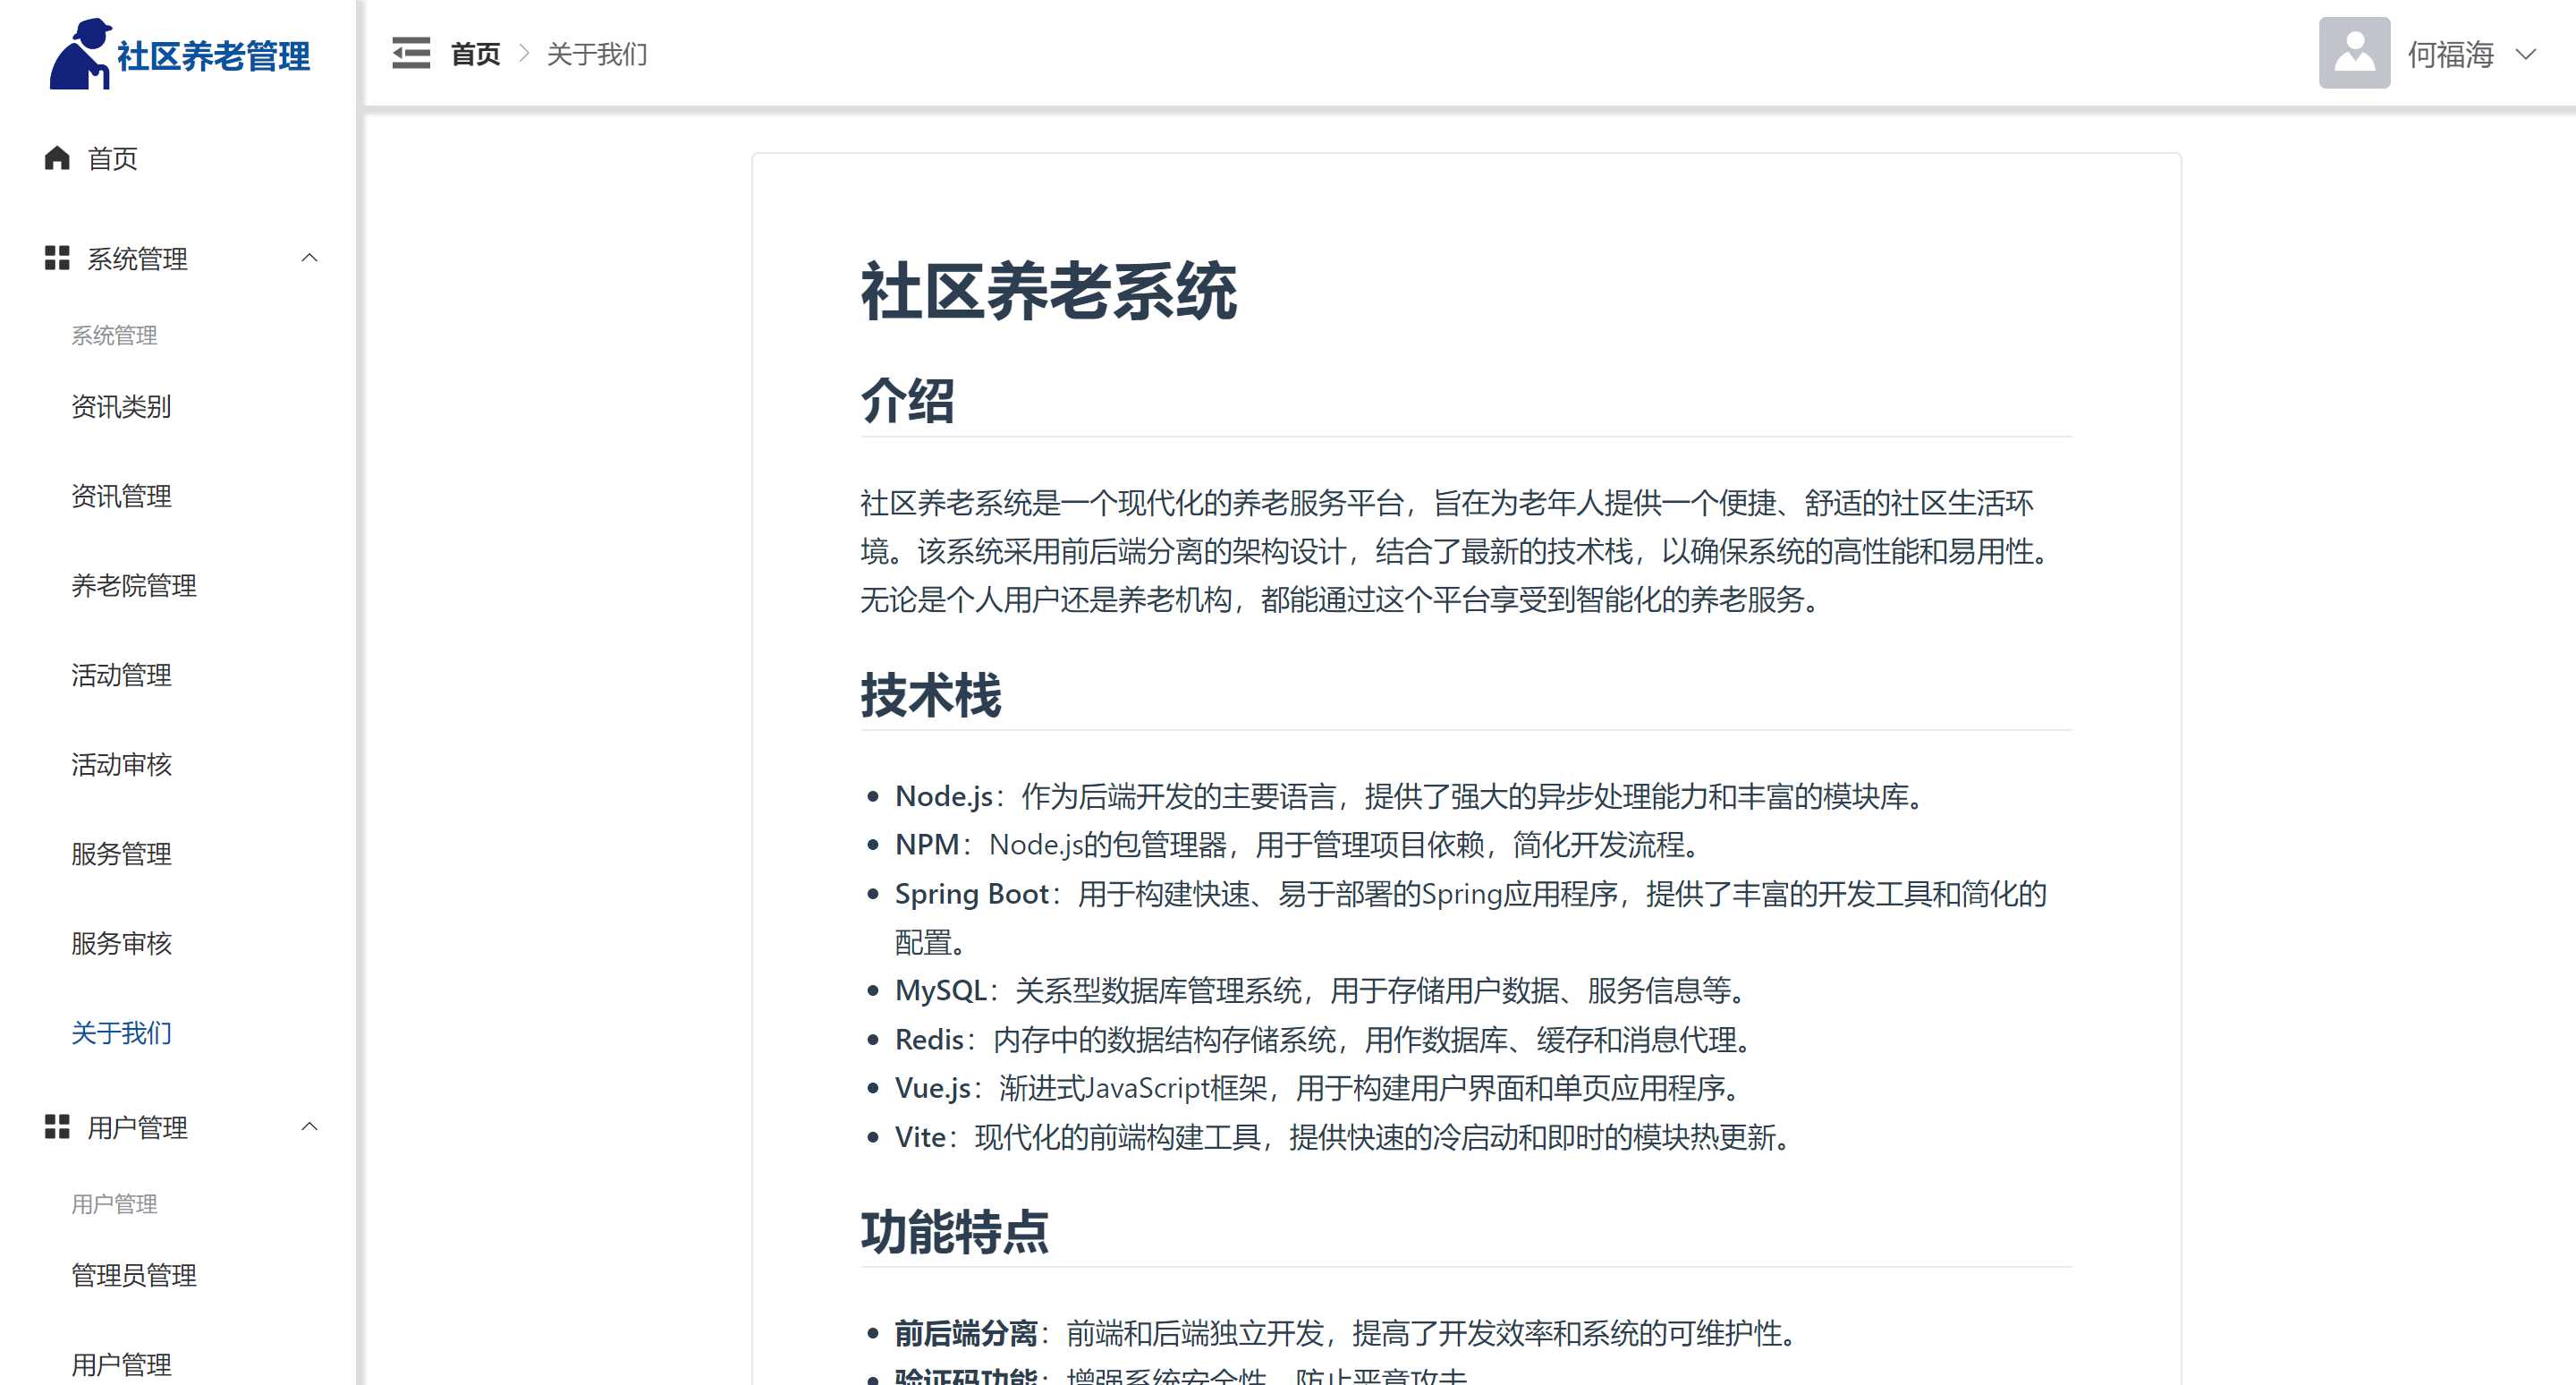 社区养老管理
首页
系统管理
系统管理
资讯类别
资讯管理
养老院管理
活动管理
活动审核
服务管理
服务审核
关于我们
用户管理
用户管理
管理员管理
用户管理
首页 > 关于我们
何福海
社区养老系统
介绍
社区养老系统是一个现代化的养老服务平台，旨在为老年人提供一个便捷、舒适的社区生活环
境。该系统采用前后端分离的架构设计，结合了最新的技术栈，以确保系统的高性能和易用性。
无论是个人用户还是养老机构，都能通过这个平台享受到智能化的养老服务。
技术栈
• Node.js：作为后端开发的主要语言，提供了强大的异步处理能力和丰富的模块库。
• NPM：Node.js的包管理器，用于管理项目依赖，简化开发流程。
• Spring Boot：用于构建快速、易于部署的Spring应用程序，提供了丰富的开发工具和简化的
配置。
• MySQL：关系型数据库管理系统，用于存储用户数据、服务信息等。
• Redis：内存中的数据结构存储系统，用作数据库、缓存和消息代理。
• Vue.js：渐进式JavaScript框架，用于构建用户界面和单页应用程序。
• Vite：现代化的前端构建工具，提供快速的冷启动和即时的模块热更新。
功能特点
• 前后端分离：前端和后端独立开发，提高了开发效率和系统的可维护性。
• 验证码功能：增强系统安全性，防止恶意攻击